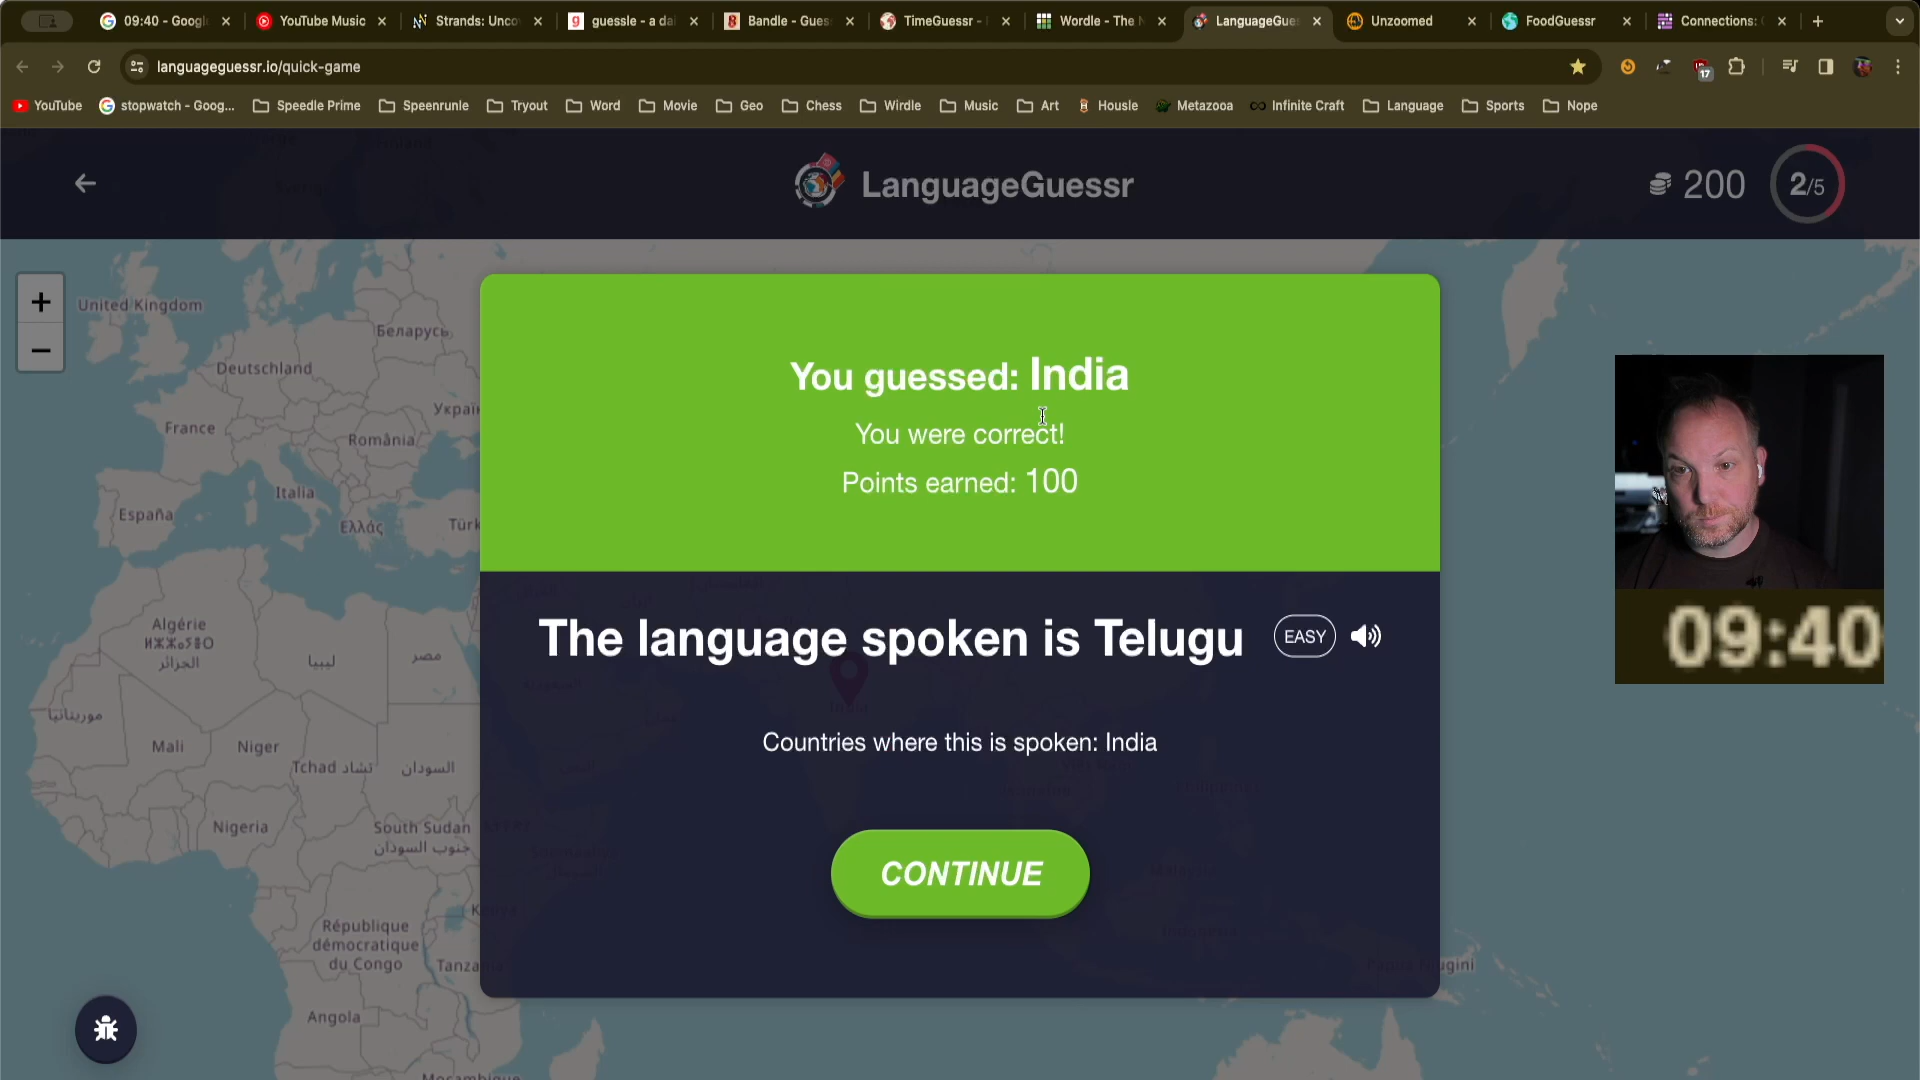 09:40 - Googl
YouTube Music
Strands: Unco
guessle - a dai
Bandle - Gues
TimeGuessr -
Wordle - The N
LanguageGues
Unzoomed
FoodGuessr
Connections:
languageguessr.io/quick-game
17
YouTube
stopwatch - Goog...
Speedle Prime
Speenrunle
Tryout
Word
Movie
Geo
Chess
Wirdle
Music
Art
Housle
Metazooa
Infinite Craft
Language
Sports
Nope
LanguageGuessr
200
2/5
+
−
United Kingdom
Беларусь
Deutschland
Україн
France
România
Italia
España
Ελλάς
Türk
You guessed: India
You were correct!
Points earned: 100
The language spoken is Telugu
EASY
Countries where this is spoken: India
CONTINUE
09:40
Algérie
ⵍⵣⵣⴰⵢⴻⵔ
الجزائر
ليبيا
مصر
موريتانيا
Mali
Niger
Tchad تشاد
السودان
Nigeria
South Sudan
جنوب السودان
République
démocratique
du Congo
Tanza
Angola